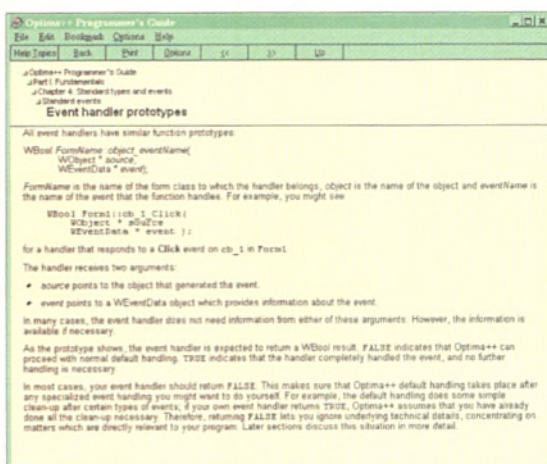 Optima++ Programmer's Guide
File Edit Bookmark Options Help
Help Topics Back Print Options << >> Up
Optima++ Programmer's Guide
Part I. Fundamentals
Chapter 4. Standard types and events
Standard events
Event handler prototypes
All event handlers have similar function prototypes:
WBool FormName::object_eventName(
WObject * source,
WEventData * event);
FormName is the name of the form class to which the handler belongs, object is the name of the object and eventName is
the name of the event that the function handles. For example, you might see
WBool Form1::cb_1_Click(
WObject * source
WEventData * event );
for a handler that responds to a Click event on cb_1 in Form1.
The handler receives two arguments:
source points to the object that generated the event.
event points to a WEventData object which provides information about the event.
In many cases, the event handler does not need information from either of these arguments. However, the information is
available if necessary.
As the prototype shows, the event handler is expected to return a WBool result. FALSE indicates that Optima++ can
proceed with normal default handling. TRUE indicates that the handler completely handled the event, and no further
handling is necessary.
In most cases, your event handler should return FALSE. This makes sure that Optima++ default handling takes place after
any specialized event handling you might want to do yourself. For example, the default handling does some simple
clean-up after certain types of events; if your own event handler returns TRUE, Optima++ assumes that you have already
done all the clean-up necessary. Therefore, returning FALSE lets you ignore underlying technical details, concentrating on
matters which are directly relevant to your program. Later sections discuss this situation in more detail.